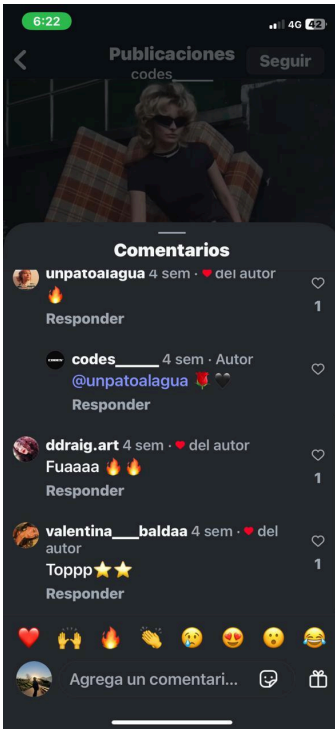 6:22
4G 42
Publicaciones
codes______
Seguir
Comentarios
unpatoalagua 4 sem · ❤️ del autor
🔥
1
Responder
codes______ 4 sem · Autor
@unpatoalagua 🌹🖤
Responder
ddraig.art 4 sem · ❤️ del autor
Fuaaaa 🔥🔥
1
Responder
valentina___baldaa 4 sem · ❤️ del
autor
Toppp⭐⭐
1
Responder
❤️ 🙌 🔥 👏 😢 😍 😮 😂
Agrega un comentari...